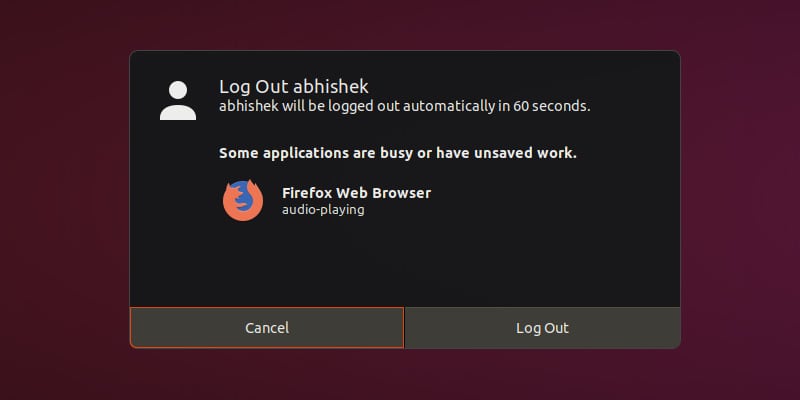 Log Out abhishek
abhishek will be logged out automatically in 60 seconds.
Some applications are busy or have unsaved work.
Firefox Web Browser
audio-playing
Cancel
Log Out